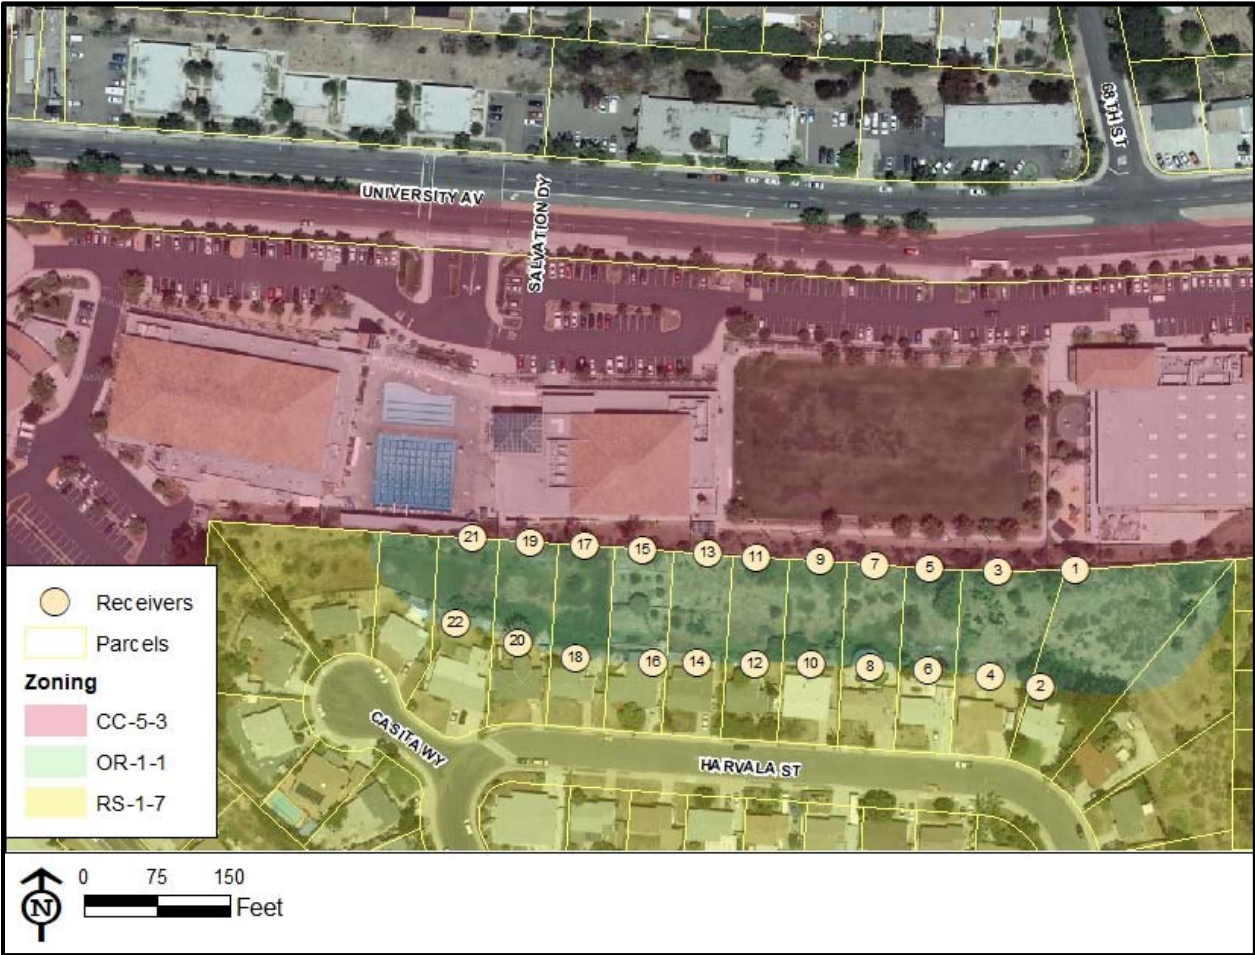 68TH ST
UNIVERSITY AV
SALVATION DY
21
19
17
15
13
11
9
7
5
3
1
22
20
18
16
14
12
10
8
6
4
2
CASITA WY
HARVALA ST
Receivers
Parcels
Zoning
CC-5-3
OR-1-1
RS-1-7
N
0 75 150
Feet